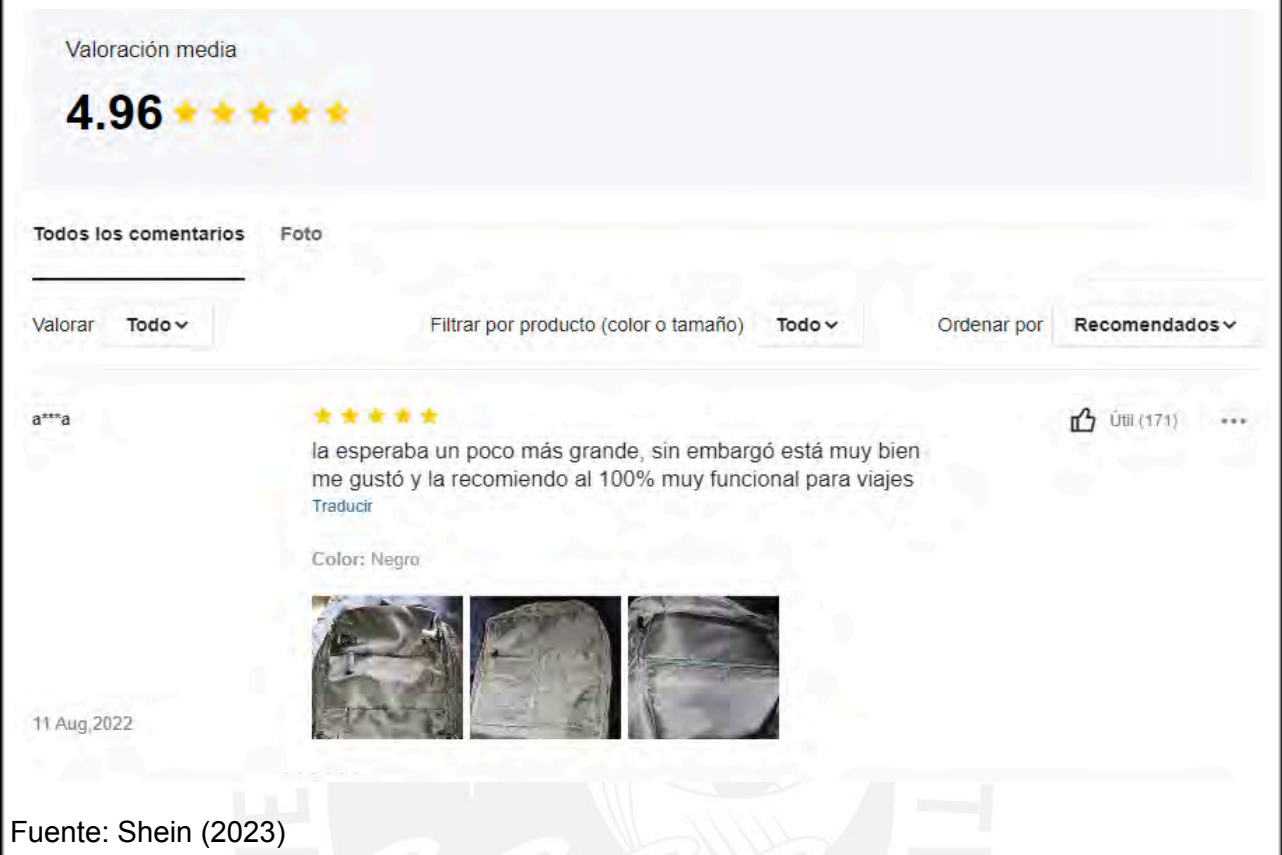 Valoración media
4.96
Todos los comentarios Foto
Valorar Todo Filtrar por producto (color o tamaño) Todo Ordenar por Recomendados
a***a Útil (171)
la esperaba un poco más grande, sin embargó está muy bien
me gustó y la recomiendo al 100% muy funcional para viajes
Traducir
Color: Negro
11 Aug,2022
Fuente: Shein (2023)